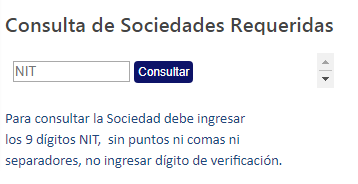 Consulta de Sociedades Requeridas
NIT Consultar
Para consultar la Sociedad debe ingresar
los 9 dígitos NIT, sin puntos ni comas ni
separadores, no ingresar dígito de verificación.